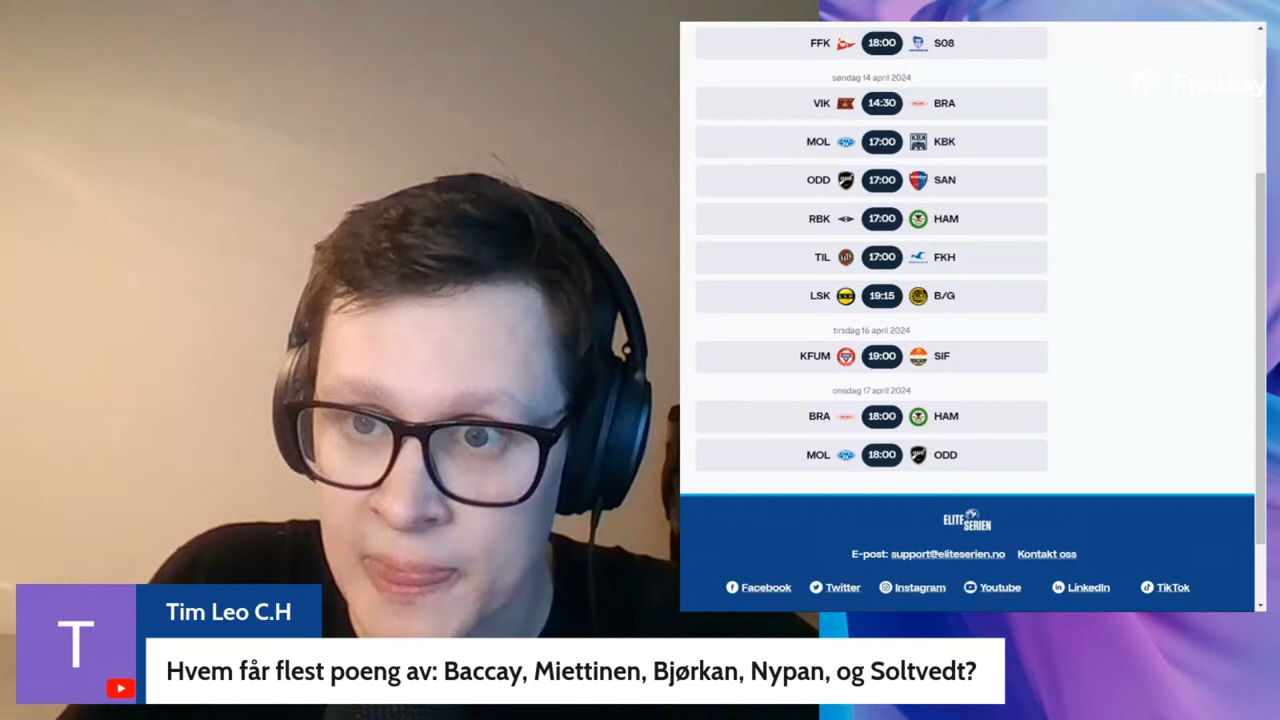 FFK 18:00 S08
søndag 14 april 2024
VIK 14:30 BRA
MOL 17:00 KBK
ODD 17:00 SAN
RBK 17:00 HAM
TIL 17:00 FKH
LSK 19:15 B/G
tirsdag 16 april 2024
KFUM 19:00 SIF
onsdag 17 april 2024
BRA 18:00 HAM
MOL 18:00 ODD
ELITE
SERIEN
E-post: support@eliteserien.no Kontakt oss
Facebook Twitter Instagram Youtube LinkedIn TikTok
T
Tim Leo C.H
Hvem får flest poeng av: Baccay, Miettinen, Bjørkan, Nypan, og Soltvedt?